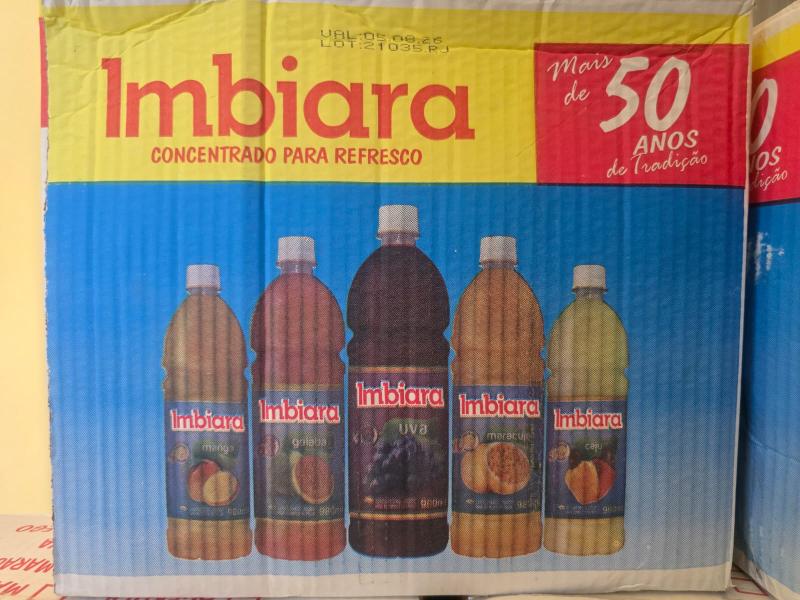 VAL:05.08.26
LOT:21035.RJ
Imbiara
CONCENTRADO PARA REFRESCO
Mais
de
50
ANOS
de Tradição
Imbiara
manga
Imbiara
goiaba
Imbiara
uva
Imbiara
maracujá
Imbiara
caju